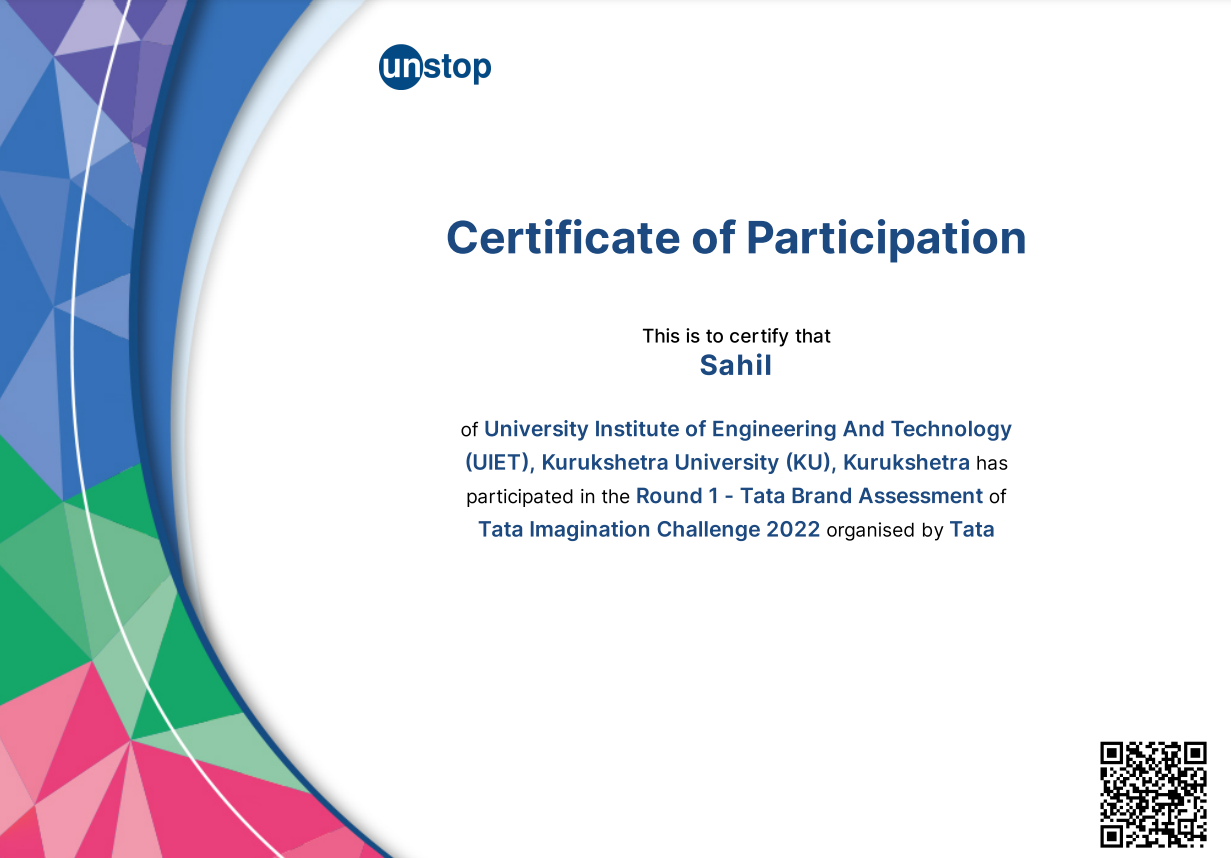 unstop
Certificate of Participation
This is to certify that
Sahil
of University Institute of Engineering And Technology
(UIET), Kurukshetra University (KU), Kurukshetra has
participated in the Round 1 - Tata Brand Assessment of
Tata Imagination Challenge 2022 organised by Tata